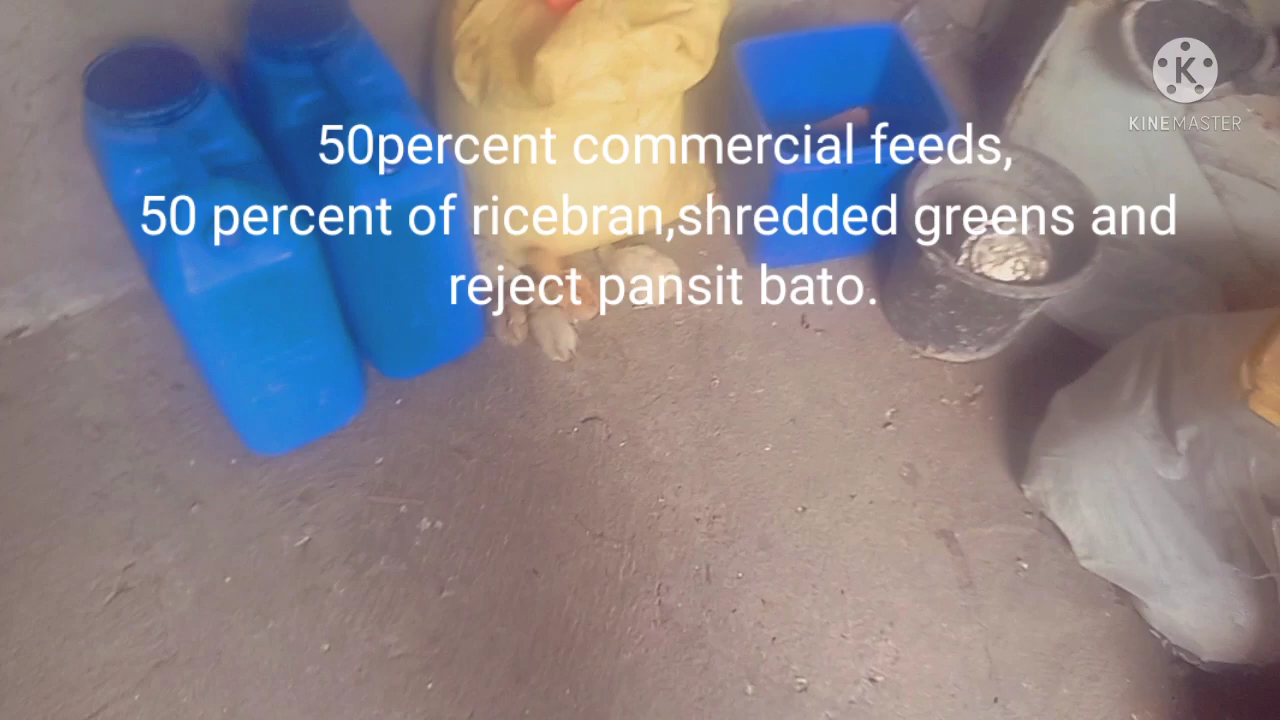 50percent commercial feeds,
50 percent of ricebran,shredded greens and
reject pansit bato.
K
KINEMASTER